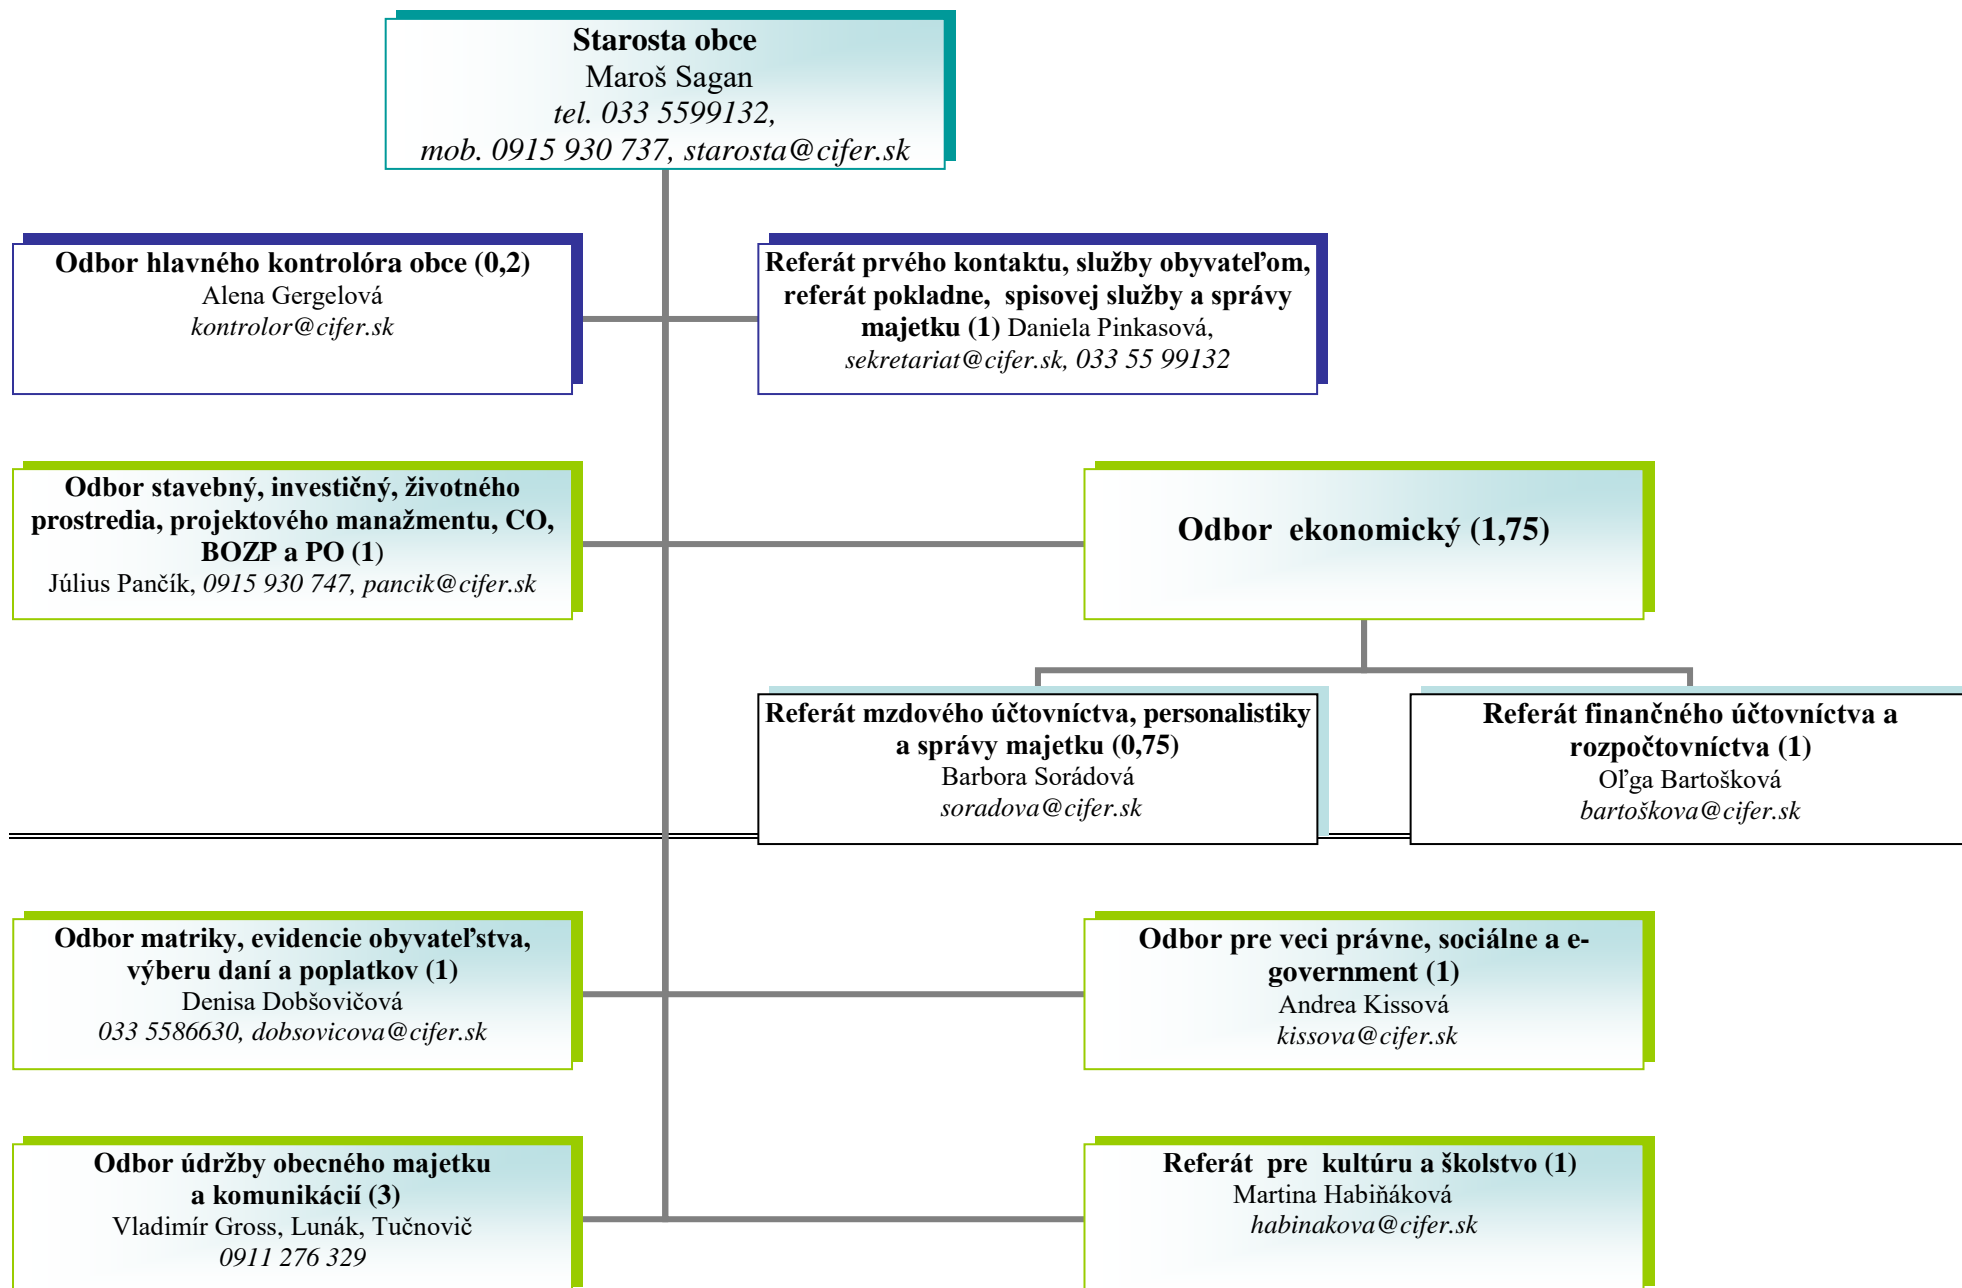 Starosta obce
Maroš Sagan
tel. 033 5599132,
mob. 0915 930 737, starosta@cifer.sk
Odbor hlavného kontrolóra obce (0,2)
Alena Gergelová
kontrolor@cifer.sk
Referát prvého kontaktu, služby obyvateľom,
referát pokladne, spisovej služby a správy
majetku (1) Daniela Pinkasová,
sekretariat@cifer.sk, 033 55 99132
Odbor stavebný, investičný, životného
prostredia, projektového manažmentu, CO,
BOZP a PO (1)
Július Pančík, 0915 930 747, pancik@cifer.sk
Odbor ekonomický (1,75)
Referát mzdového účtovníctva, personalistiky
a správy majetku (0,75)
Barbora Sorádová
soradova@cifer.sk
Referát finančného účtovníctva a
rozpočtovníctva (1)
Oľga Bartošková
bartoškova@cifer.sk
Odbor matriky, evidencie obyvateľstva,
výberu daní a poplatkov (1)
Denisa Dobšovičová
033 5586630, dobsovicova@cifer.sk
Odbor pre veci právne, sociálne a e-
government (1)
Andrea Kissová
kissova@cifer.sk
Odbor údržby obecného majetku
a komunikácií (3)
Vladimír Gross, Lunák, Tučnovič
0911 276 329
Referát pre kultúru a školstvo (1)
Martina Habiňáková
habinakova@cifer.sk